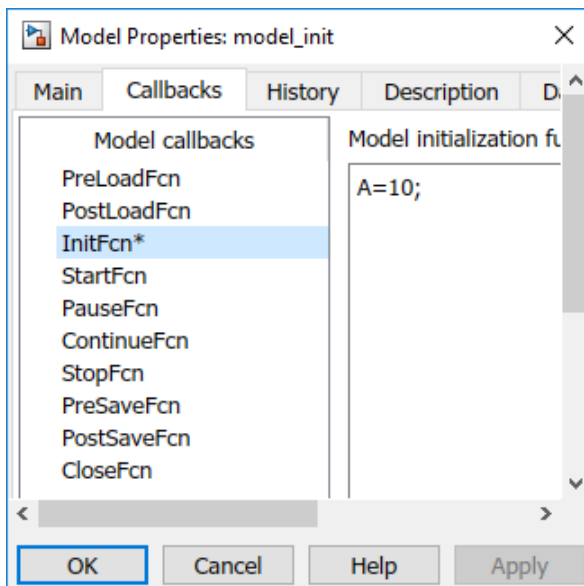 Model Properties: model_init
Main Callbacks History Description
Model callbacks
PreLoadFcn
PostLoadFcn
InitFcn*
StartFcn
PauseFcn
ContinueFcn
StopFcn
PreSaveFcn
PostSaveFcn
CloseFcn
Model initialization fu
A=10;
OK Cancel Help Apply